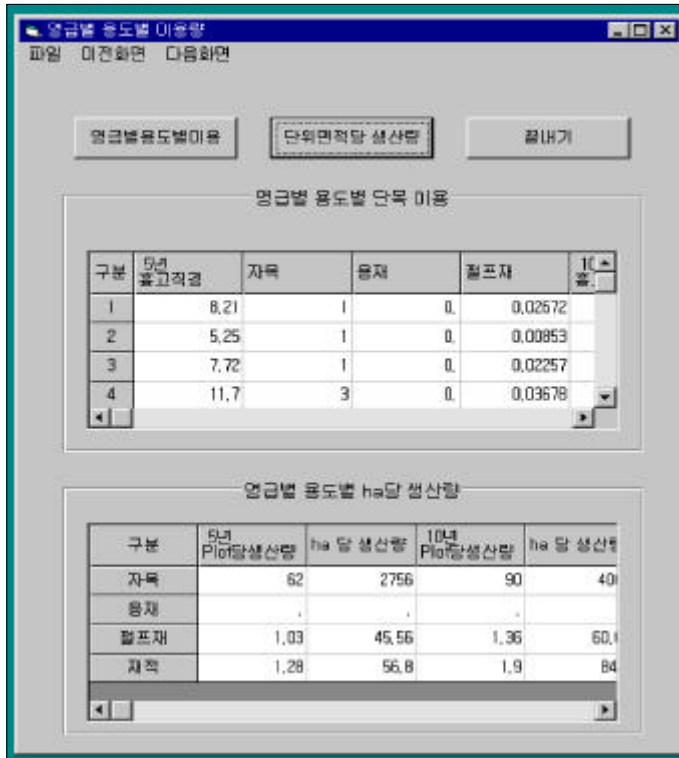 영급별 용도별 이용량
파일 이전화면 다음화면
영급별용도별이용 단위면적당 생산량 끝내기
영급별 용도별 단목 이용
구분 5년 흉고직경 자목 용재 펄프재 10 흉.
1 8.21 1 0. 0.02672
2 5.25 1 0. 0.00853
3 7.72 1 0. 0.02257
4 11.7 3 0. 0.03678
영급별 용도별 ha당 생산량
구분 5년 Plot당생산량 ha 당 생산량 10년 Plot당생산량 ha 당 생산
자목 62 2756 90 40
용재 . . .
펄프재 1.03 45.56 1.36 60.
재적 1.28 56.8 1.9 84